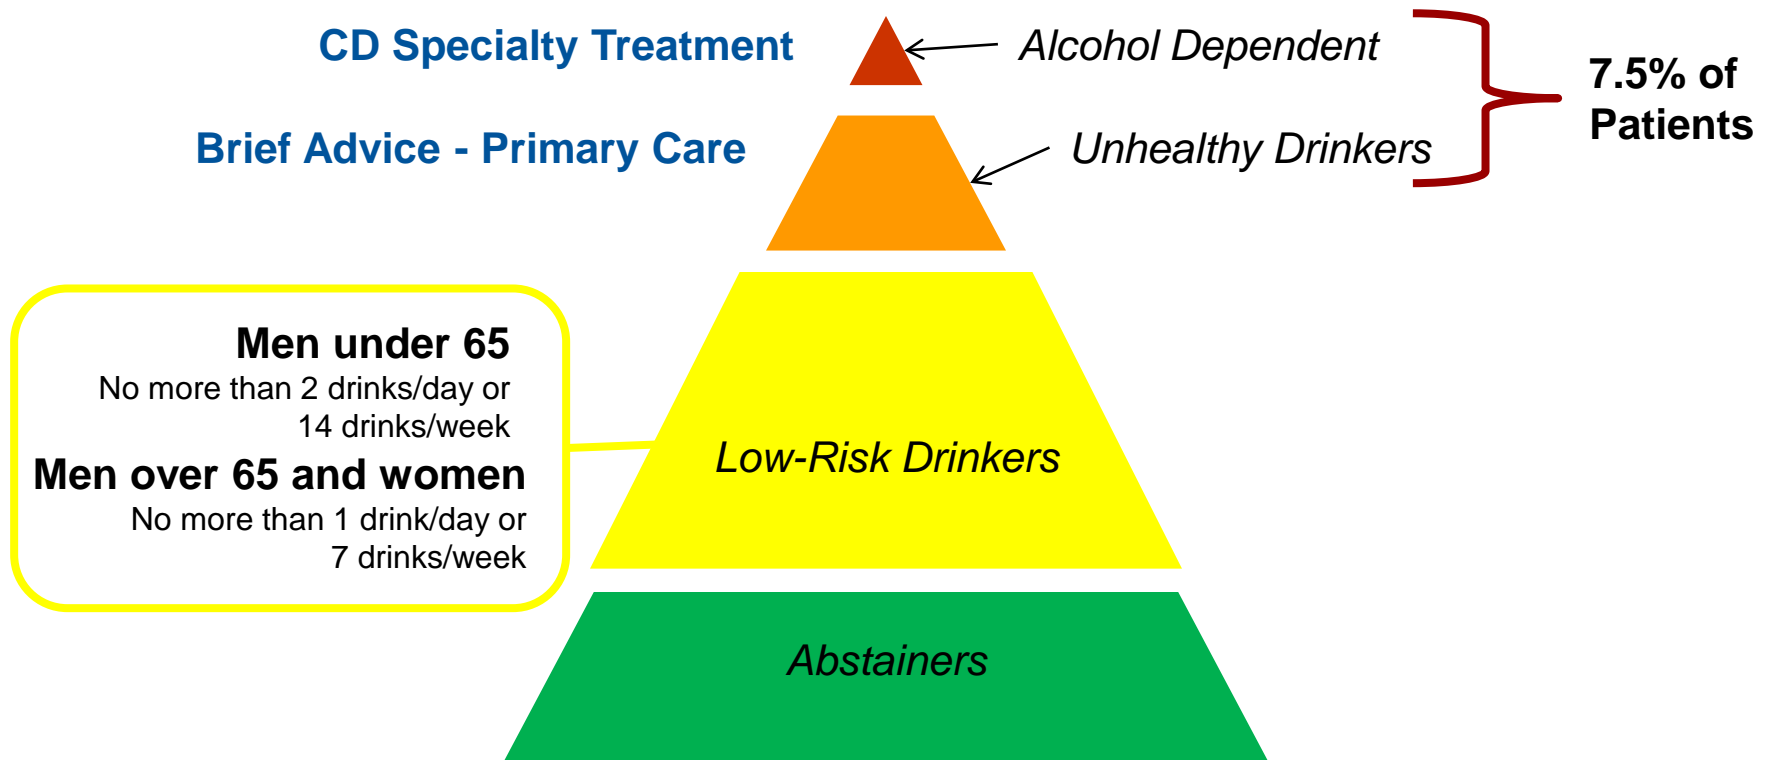 CD Specialty Treatment
Alcohol Dependent
7.5% of
Patients
Brief Advice - Primary Care
Unhealthy Drinkers
Men under 65
No more than 2 drinks/day or
14 drinks/week
Men over 65 and women
No more than 1 drink/day or
7 drinks/week
Low-Risk Drinkers
Abstainers